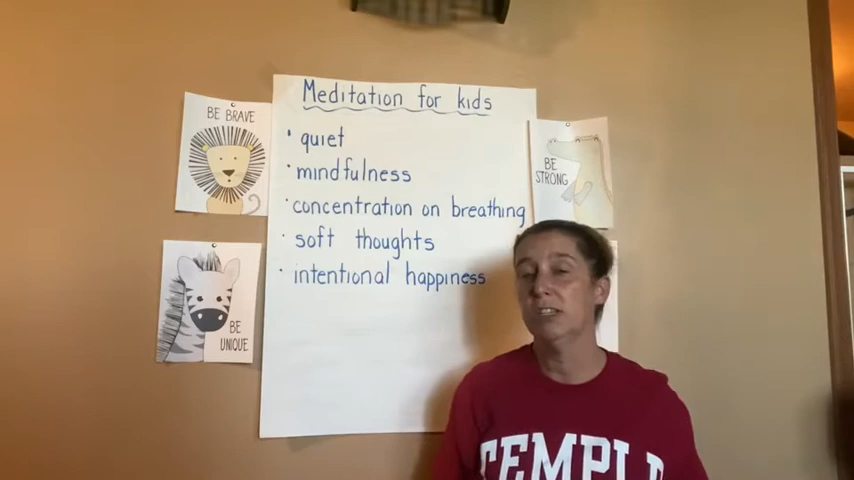 Meditation for kids
• quiet
• mindfulness
• concentration on breathing
• soft thoughts
• intentional happiness
BE BRAVE
BE UNIQUE
BE STRONG
TEMPLE